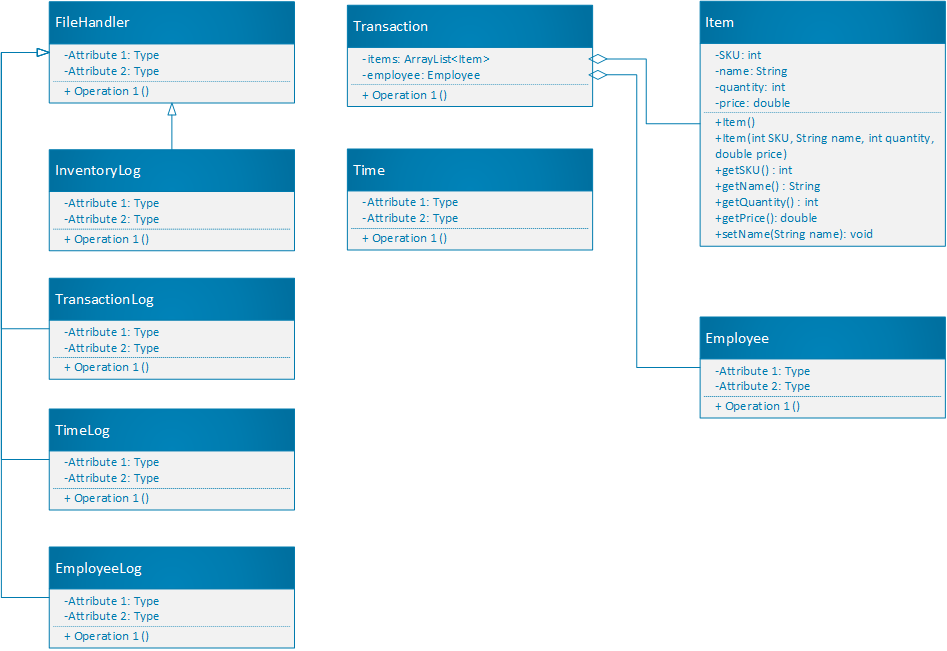 FileHandler
-Attribute 1: Type
-Attribute 2: Type
+ Operation 1 ()
InventoryLog
-Attribute 1: Type
-Attribute 2: Type
+ Operation 1 ()
TransactionLog
-Attribute 1: Type
-Attribute 2: Type
+ Operation 1 ()
TimeLog
-Attribute 1: Type
-Attribute 2: Type
+ Operation 1 ()
EmployeeLog
-Attribute 1: Type
-Attribute 2: Type
+ Operation 1 ()
Transaction
-items: ArrayList<Item>
-employee: Employee
+ Operation 1 ()
Time
-Attribute 1: Type
-Attribute 2: Type
+ Operation 1 ()
Item
-SKU: int
-name: String
-quantity: int
-price: double
+Item()
+Item(int SKU, String name, int quantity,
double price)
+getSKU() : int
+getName() : String
+getQuantity() : int
+getPrice(): double
+setName(String name): void
Employee
-Attribute 1: Type
-Attribute 2: Type
+ Operation 1 ()